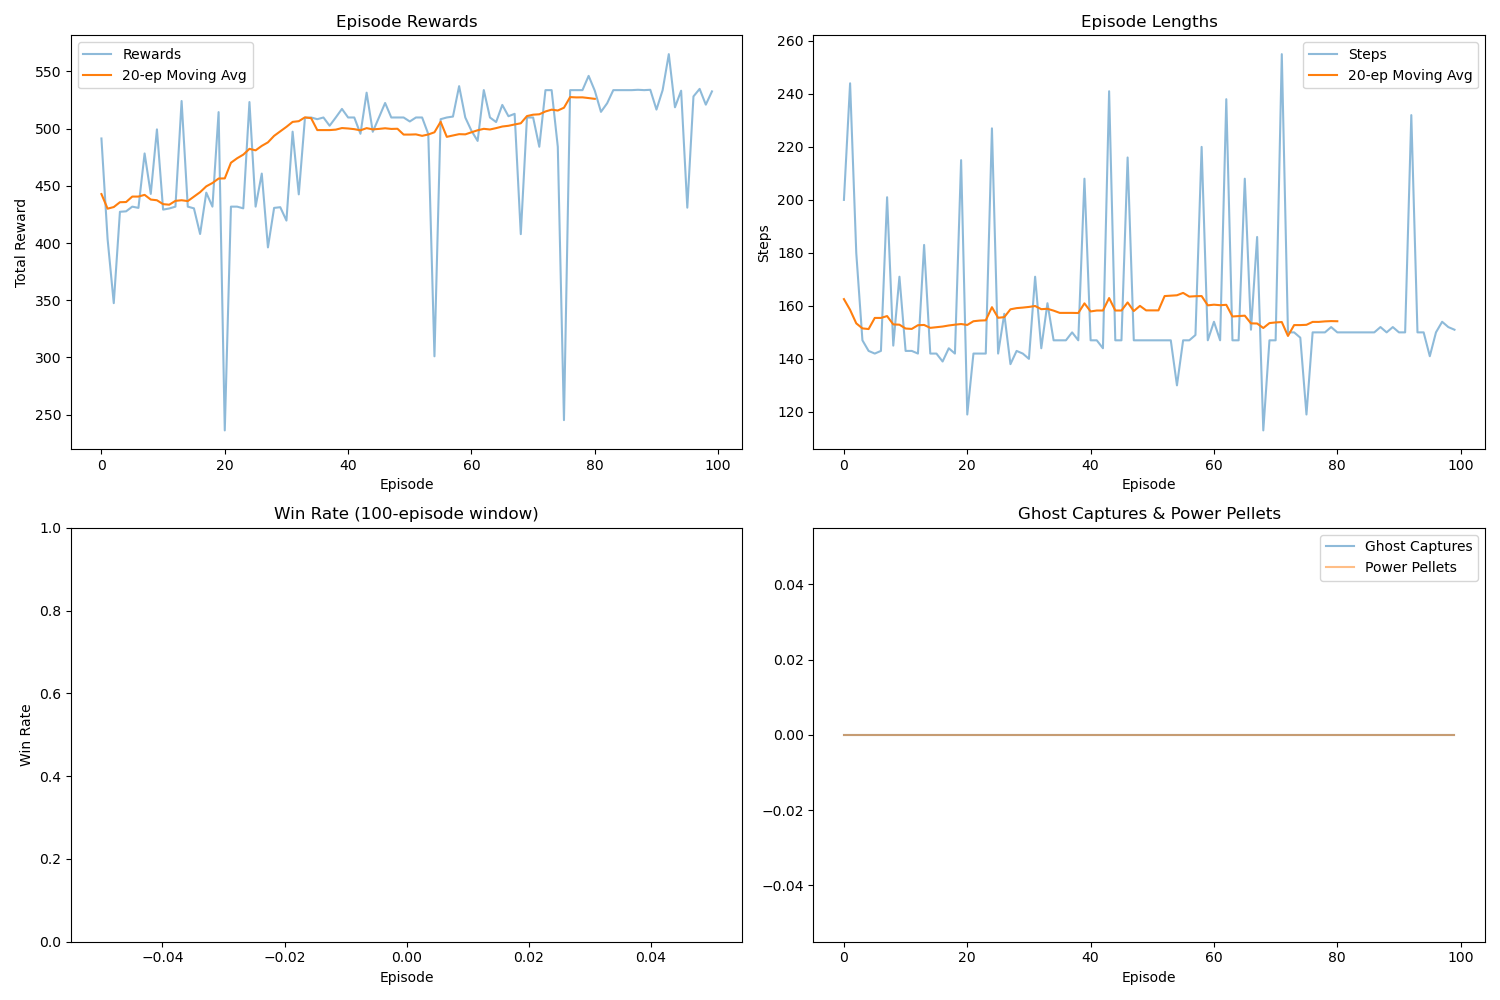 Episode Rewards
Rewards
20-ep Moving Avg
550
500
450
400
350
300
250
Total Reward
0 20 40 60 80 100
Episode
Episode Lengths
Steps
20-ep Moving Avg
260
240
220
200
180
160
140
120
Steps
0 20 40 60 80 100
Episode
Win Rate (100-episode window)
1.0
0.8
0.6
0.4
0.2
0.0
Win Rate
−0.04 −0.02 0.00 0.02 0.04
Episode
Ghost Captures & Power Pellets
Ghost Captures
Power Pellets
0.04
0.02
0.00
−0.02
−0.04
0 20 40 60 80 100
Episode